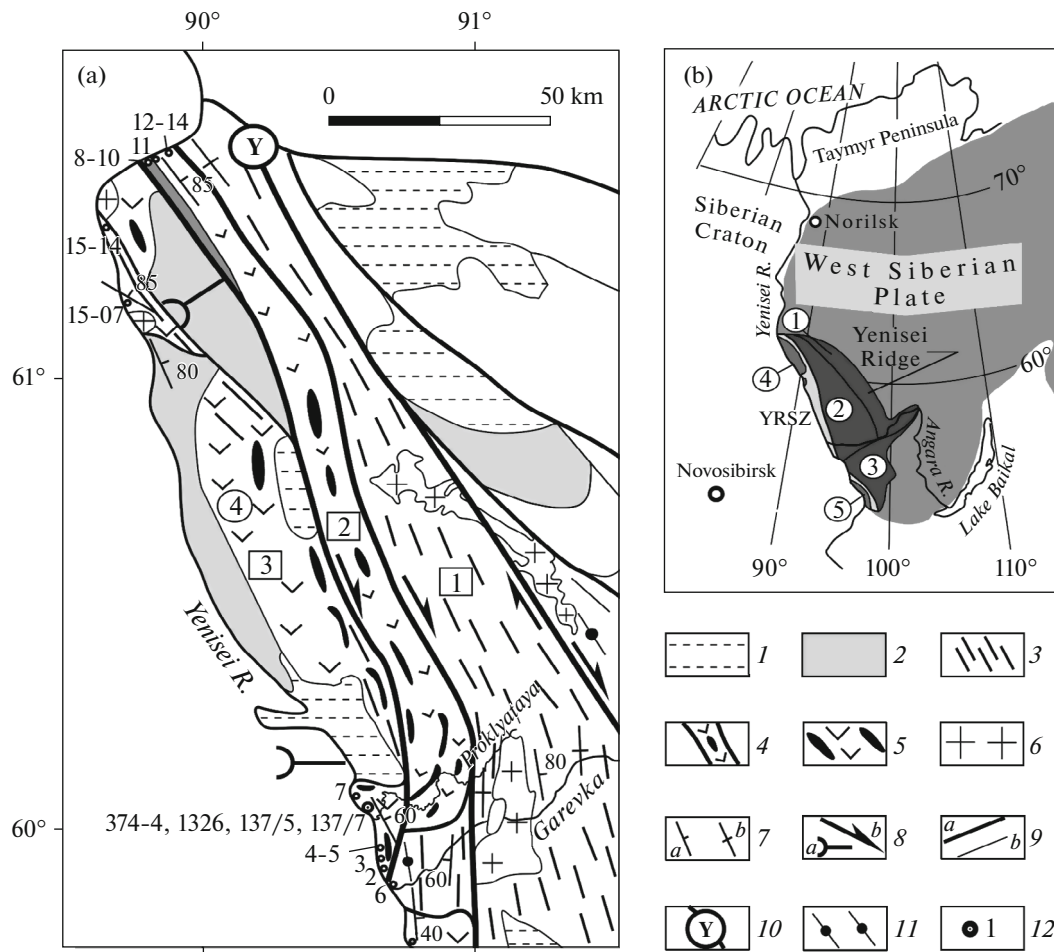 90°
91°
(a)
0
50 km
12-14
11
8-10
Y
85
15-14
85
15-07
80
61°
4
2
3
1
Yenisei R.
Proklyataya
80
7
Garevka
60
60°
374-4, 1326, 137/5, 137/7
4-5
3
2
60
6
40
90°
91°
(b)
ARCTIC OCEAN
Taymyr Peninsula
70°
Siberian
Craton
Norilsk
West Siberian
Plate
Yenisei R.
1
Yenisei
Ridge
60°
4
2
YRSZ
3
Angara R.
Novosibirsk
5
Lake Baikal
90°
100°
110°
1
2
3
4
5
6
a
b
7
a
b
8
a
b
9
Y
10
11
1
12